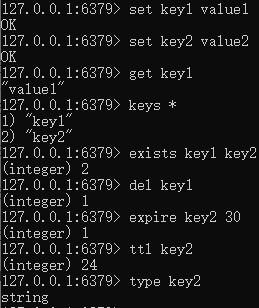 127.0.0.1:6379> set key1 value1
OK
127.0.0.1:6379> set key2 value2
OK
127.0.0.1:6379> get key1
"value1"
127.0.0.1:6379> keys *
1) "key1"
2) "key2"
127.0.0.1:6379> exists key1 key2
(integer) 2
127.0.0.1:6379> del key1
(integer) 1
127.0.0.1:6379> expire key2 30
(integer) 1
127.0.0.1:6379> ttl key2
(integer) 24
127.0.0.1:6379> type key2
string